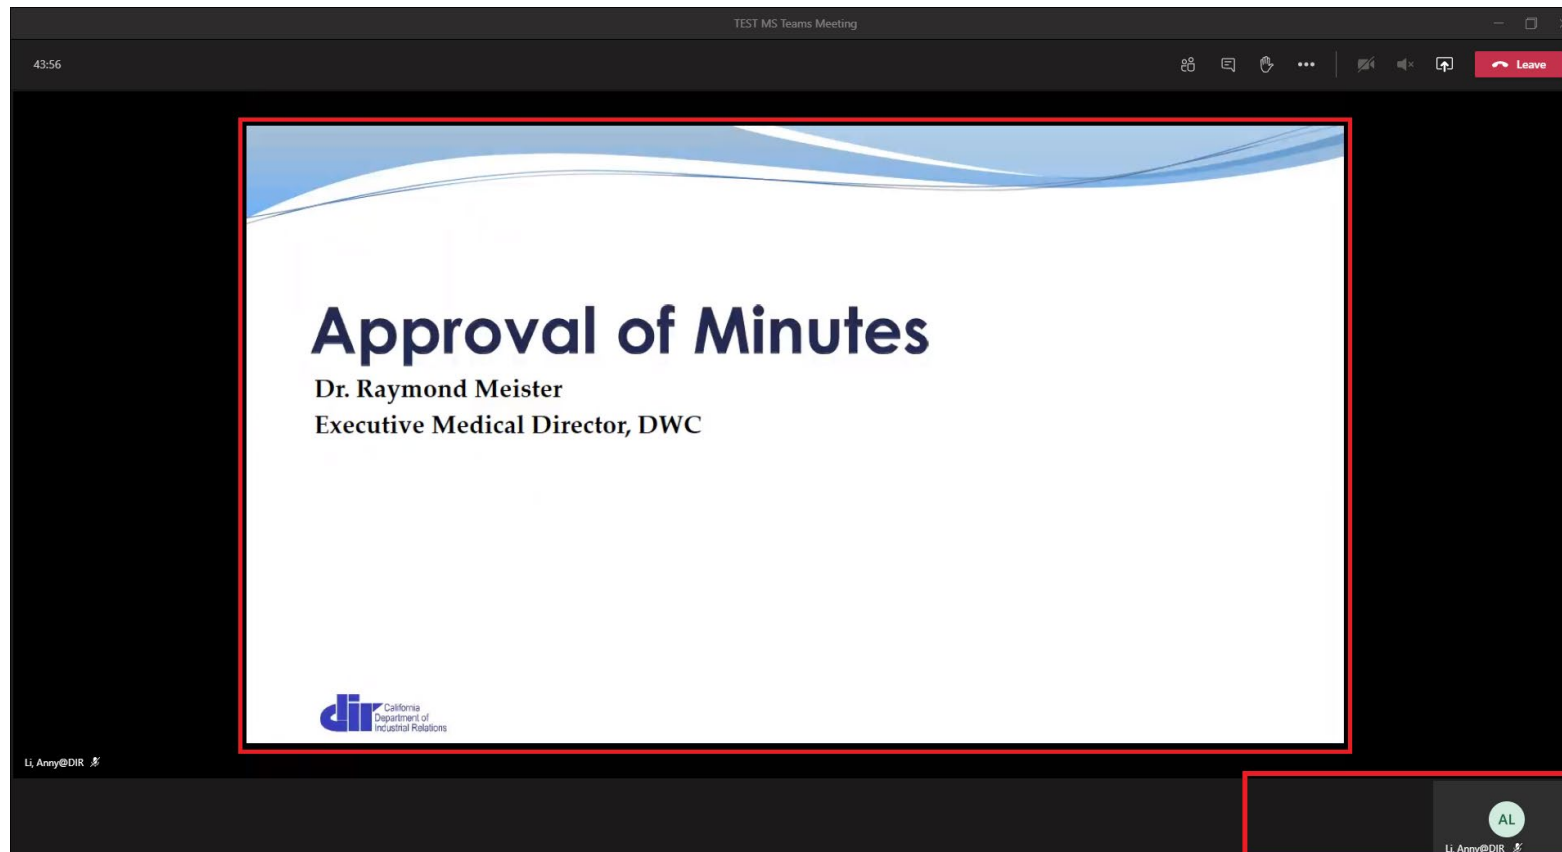 TEST MS Teams Meeting
43:56
Leave
Approval of Minutes
Dr. Raymond Meister
Executive Medical Director, DWC
dir
California
Department of
Industrial Relations
Li, Anny@DIR
AL
Li, Anny@DIR